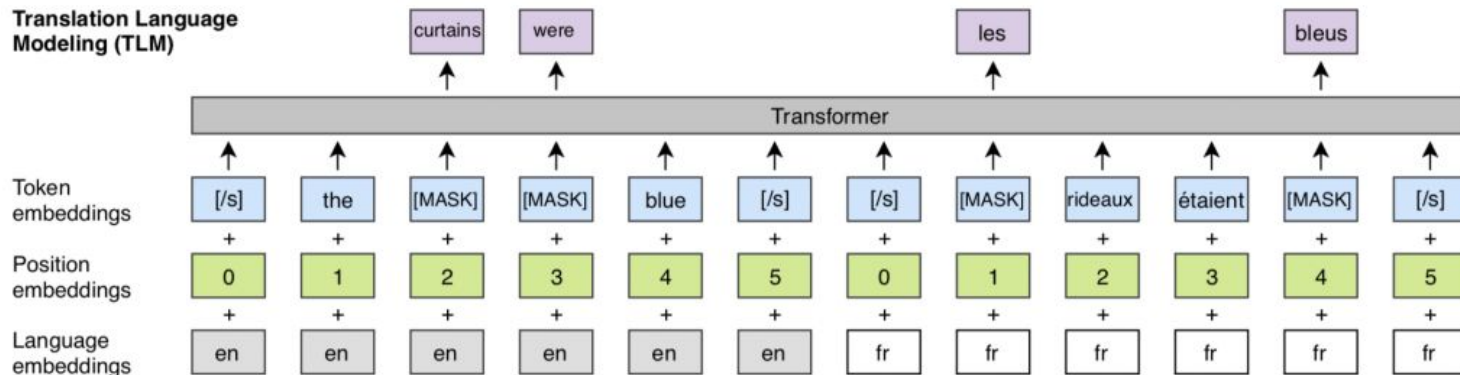 Translation Language
Modeling (TLM)
curtains were les bleus
Transformer
Token
embeddings
[/s] the [MASK] [MASK] blue [/s] [/s] [MASK] rideaux étaient [MASK] [/s]
+ + + + + + + + + + + +
Position
embeddings
0 1 2 3 4 5 0 1 2 3 4 5
+ + + + + + + + + + + +
Language
embeddings
en en en en en en fr fr fr fr fr fr